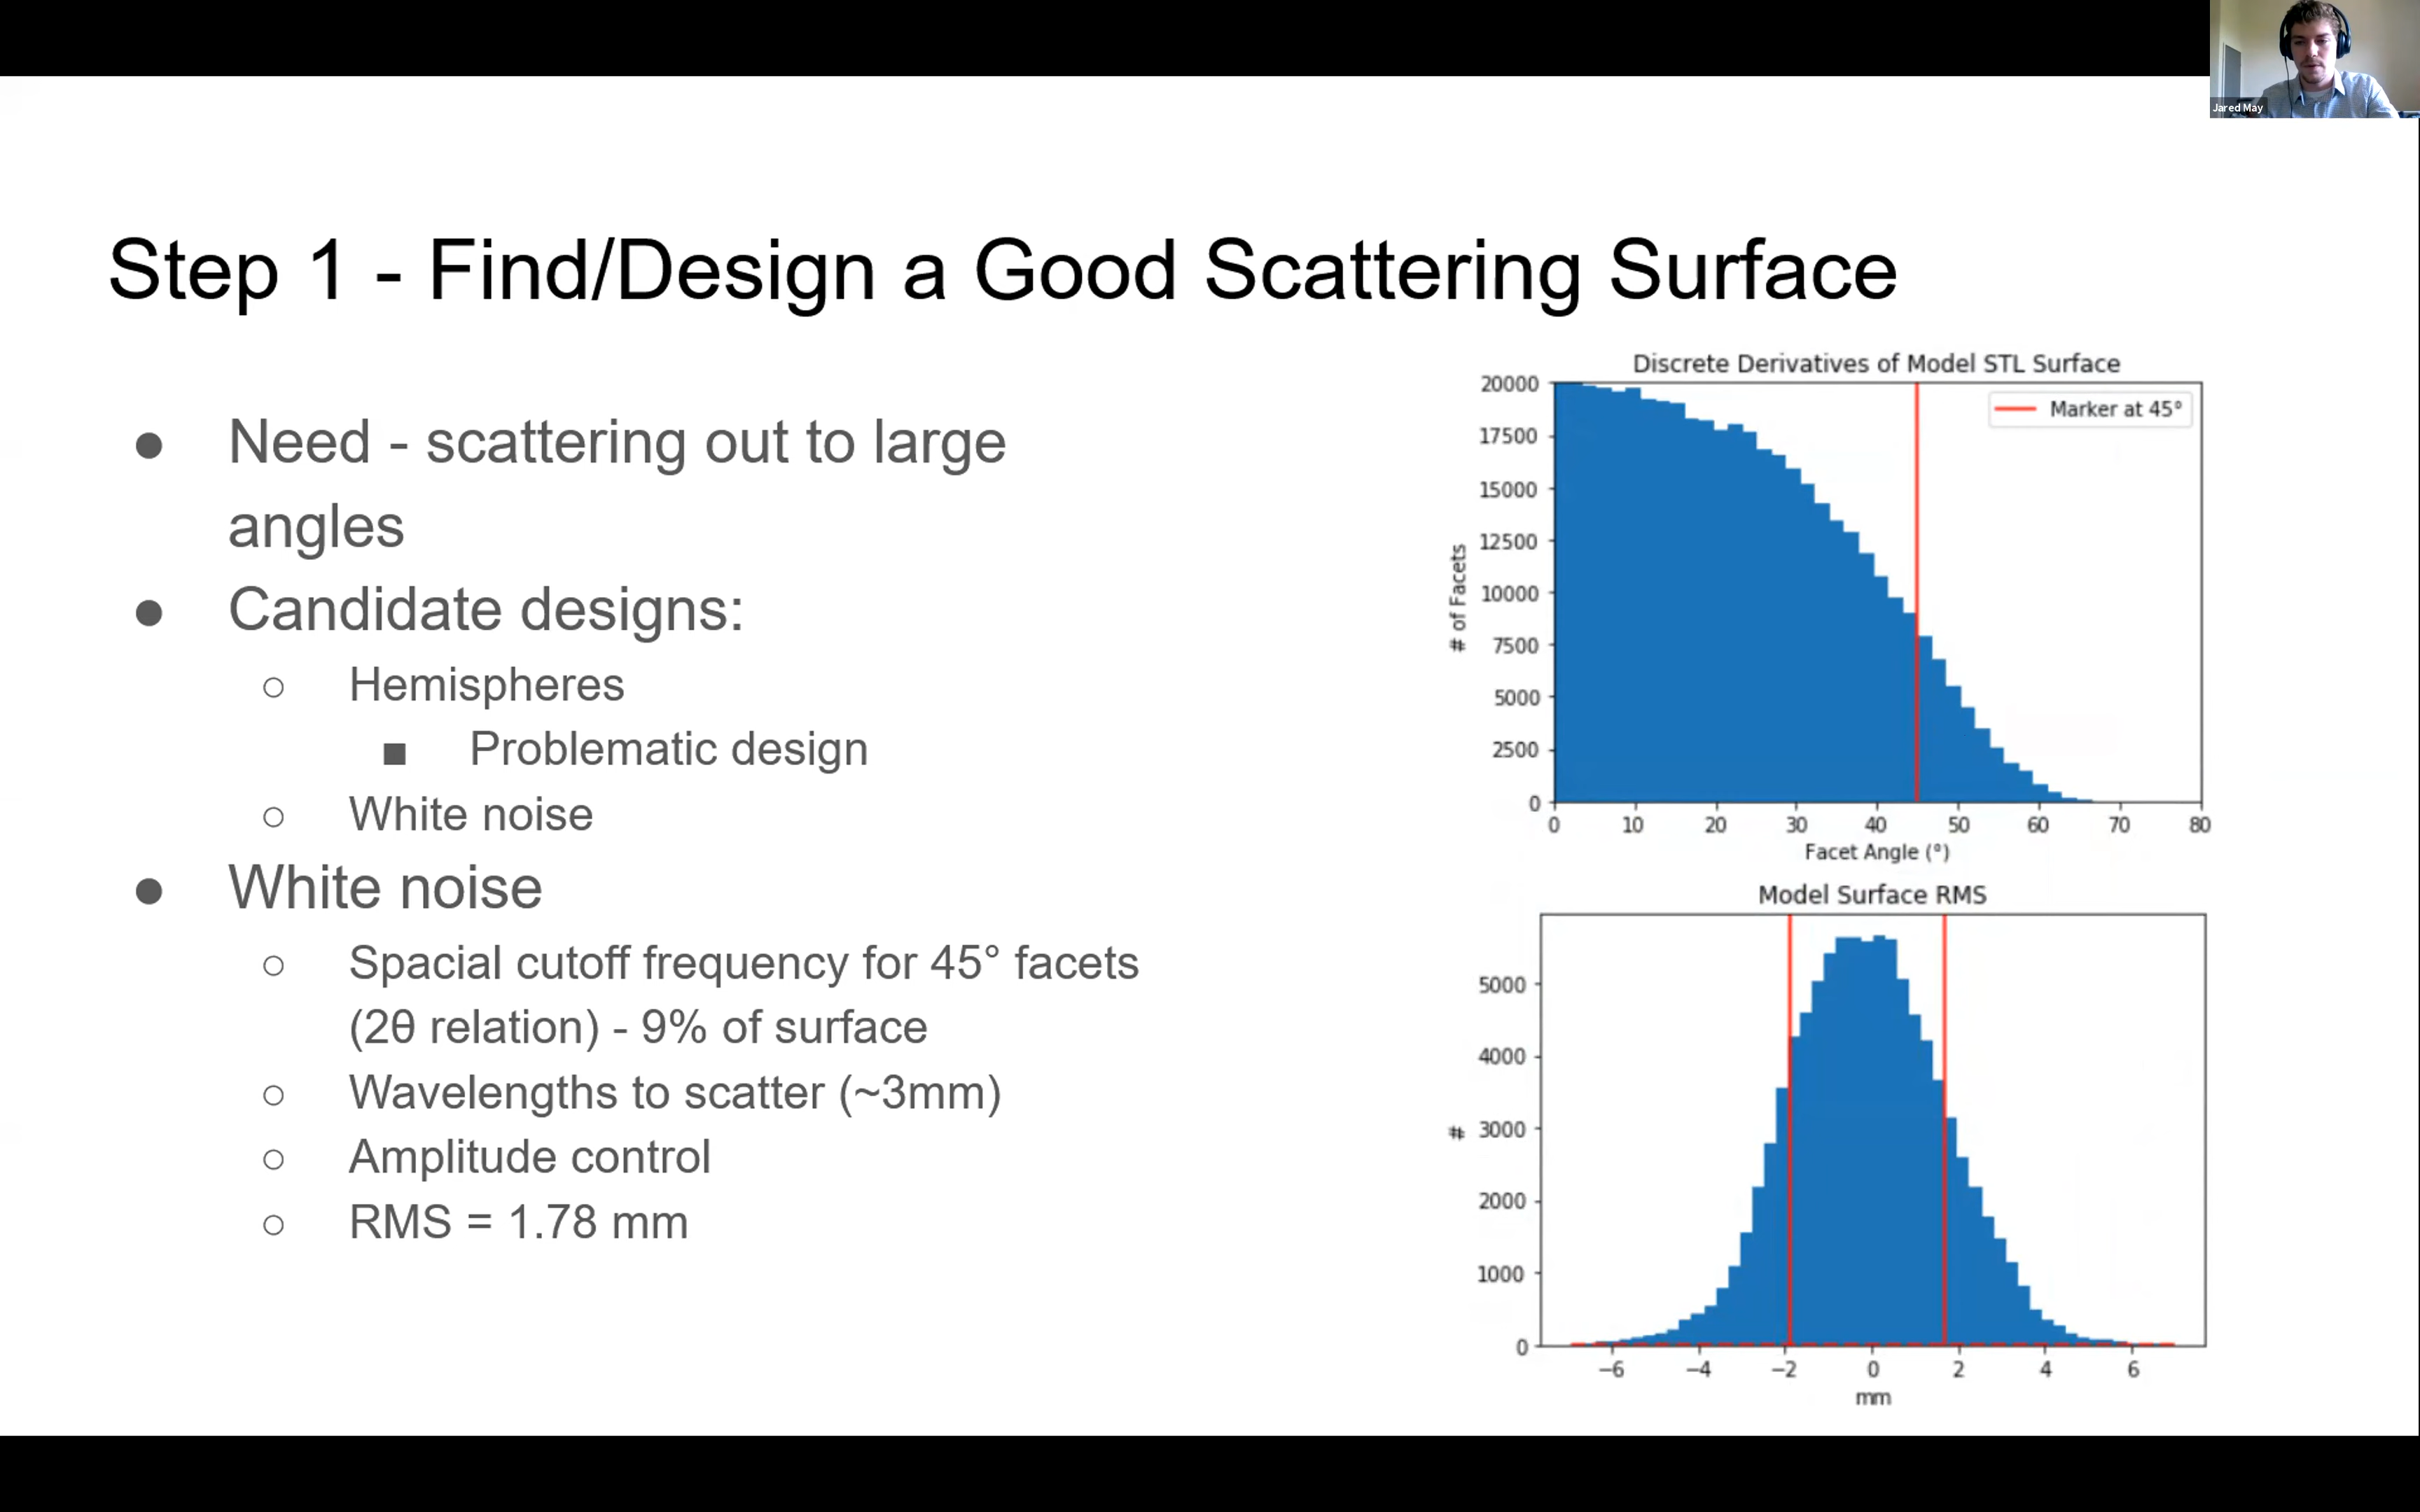 Jared May
Step 1 - Find/Design a Good Scattering Surface
● Need - scattering out to large
angles
● Candidate designs:
○ Hemispheres
■ Problematic design
○ White noise
● White noise
○ Spacial cutoff frequency for 45° facets
(2θ relation) - 9% of surface
○ Wavelengths to scatter (~3mm)
○ Amplitude control
○ RMS = 1.78 mm
Discrete Derivatives of Model STL Surface
Marker at 45°
# of Facets
20000
17500
15000
12500
10000
7500
5000
2500
0
0 10 20 30 40 50 60 70 80
Facet Angle (°)
Model Surface RMS
#
5000
4000
3000
2000
1000
0
−6 −4 −2 0 2 4 6
mm